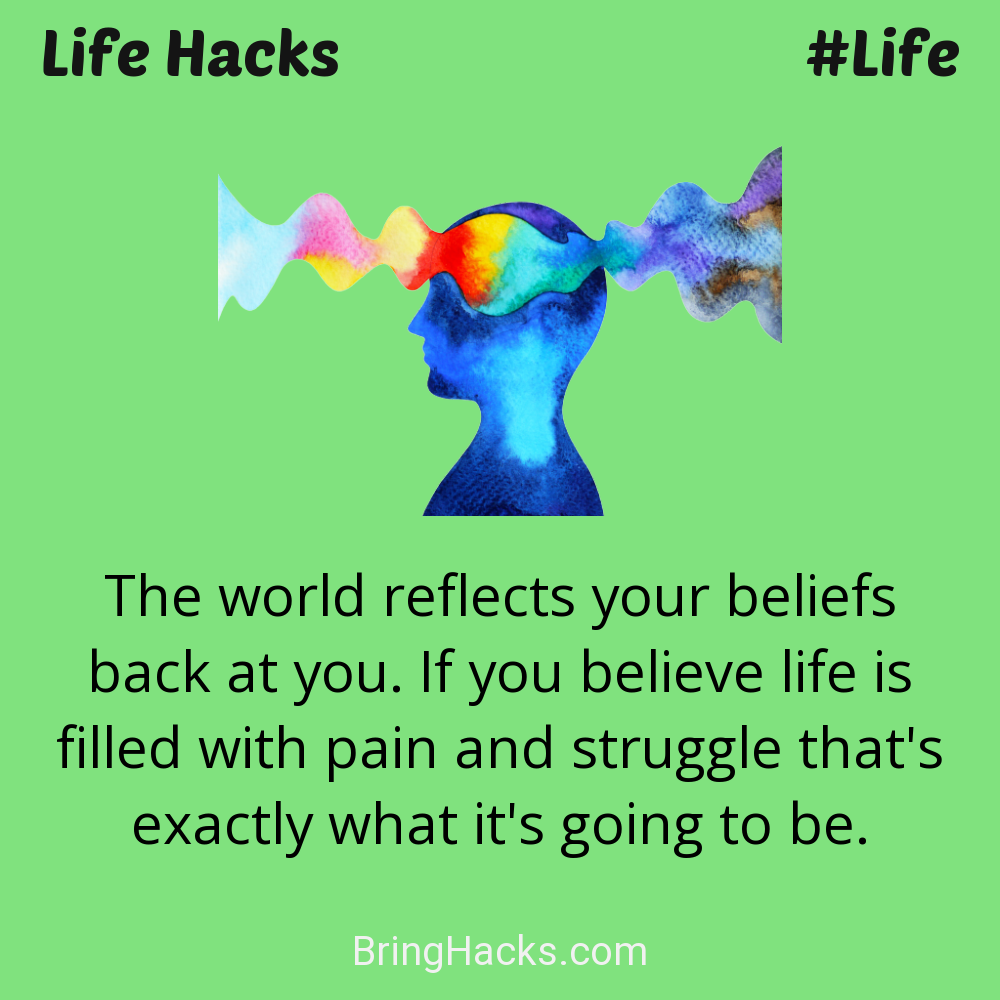 Life Hacks
#Life
The world reflects your beliefs
back at you. If you believe life is
filled with pain and struggle that's
exactly what it's going to be.
BringHacks.com